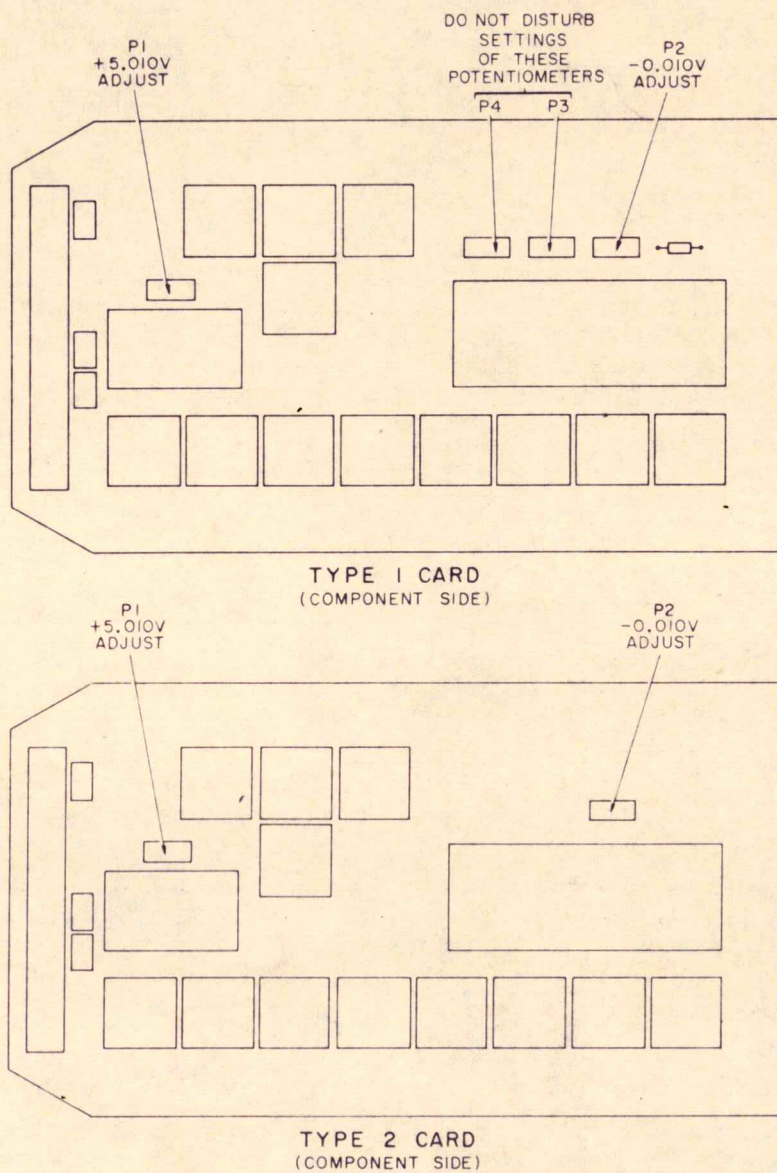 P1
+5.010V
ADJUST
DO NOT DISTURB
SETTINGS
OF THESE
POTENTIOMETERS
P4 P3
P2
-0.010V
ADJUST
TYPE 1 CARD
(COMPONENT SIDE)
P1
+5.010V
ADJUST
P2
-0.010V
ADJUST
TYPE 2 CARD
(COMPONENT SIDE)